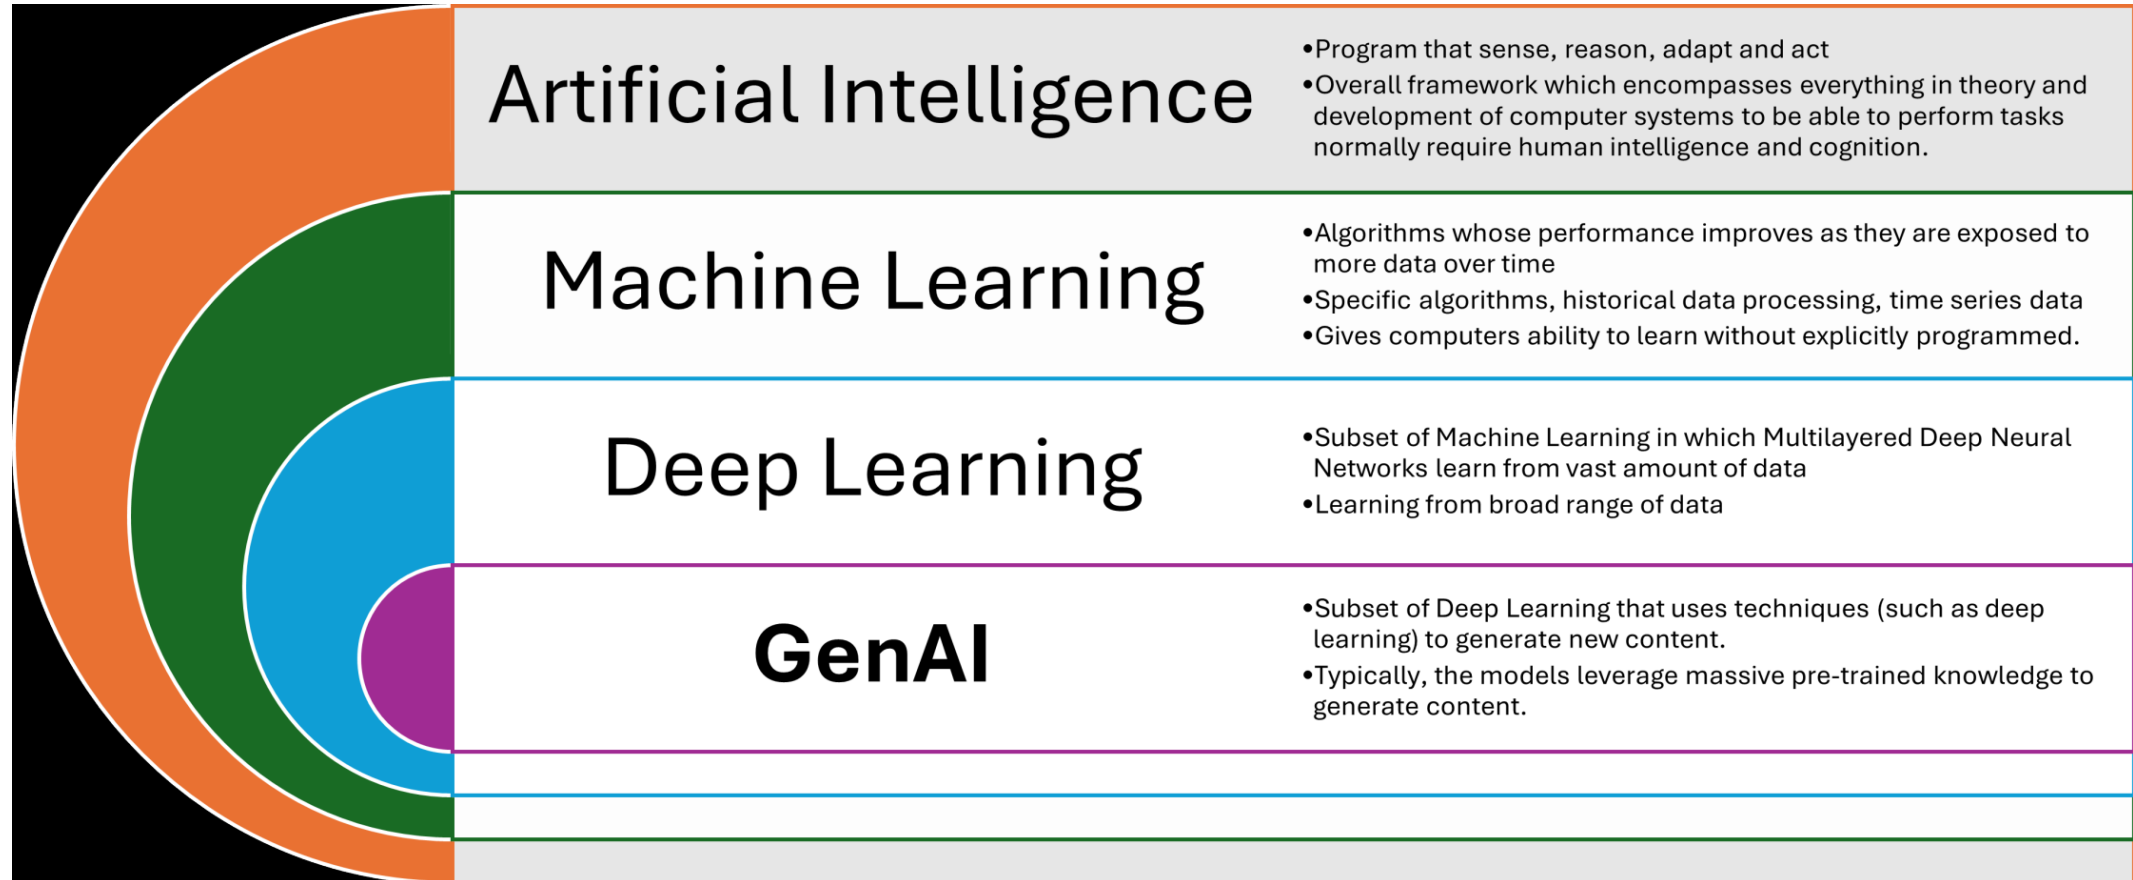 Artificial Intelligence
•Program that sense, reason, adapt and act
•Overall framework which encompasses everything in theory and
development of computer systems to be able to perform tasks
normally require human intelligence and cognition.
Machine Learning
•Algorithms whose performance improves as they are exposed to
more data over time
•Specific algorithms, historical data processing, time series data
•Gives computers ability to learn without explicitly programmed.
Deep Learning
•Subset of Machine Learning in which Multilayered Deep Neural
Networks learn from vast amount of data
•Learning from broad range of data
GenAI
•Subset of Deep Learning that uses techniques (such as deep
learning) to generate new content.
•Typically, the models leverage massive pre-trained knowledge to
generate content.